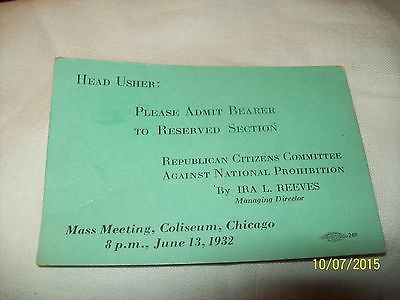 HEAD USHER:
PLEASE ADMIT BEARER
TO RESERVED SECTION
REPUBLICAN CITIZENS COMMITTEE
AGAINST NATIONAL PROHIBITION
By IRA L. REEVES
Managing Director
Mass Meeting, Coliseum, Chicago
8 p.m., June 13, 1932
10/07/2015